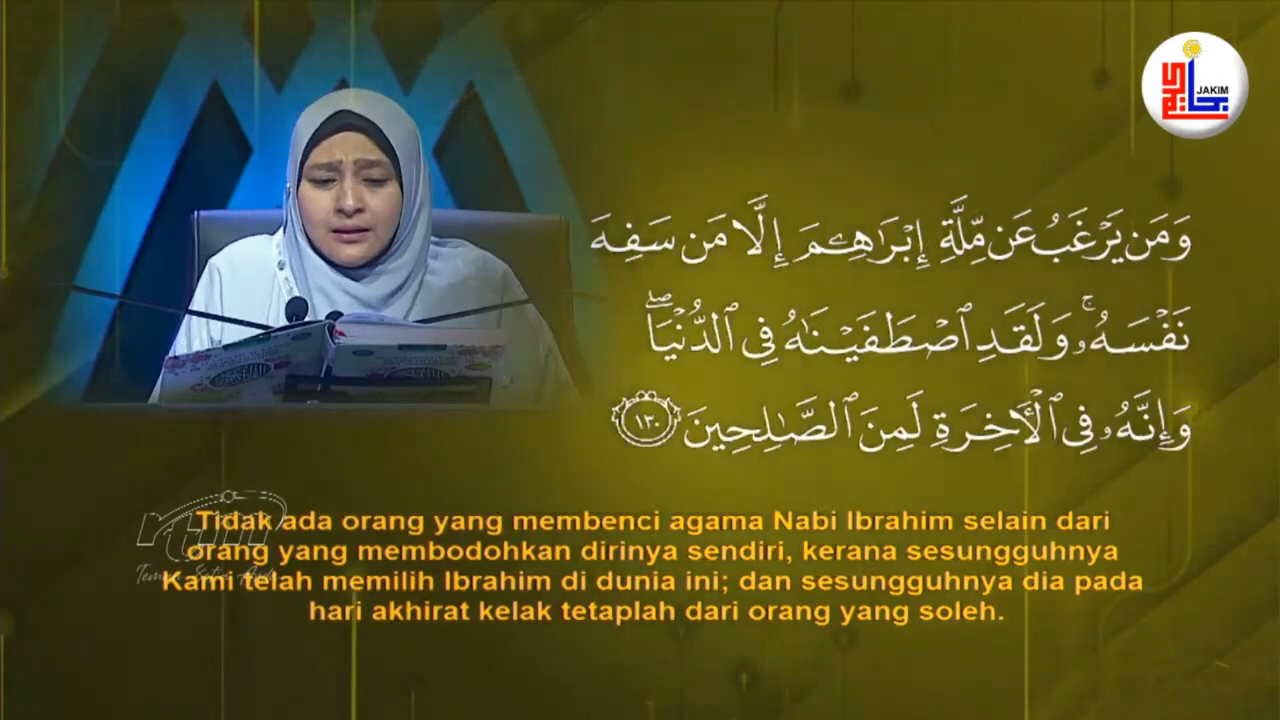 JAKIM
وَمَن يَرْغَبُ عَن مِّلَّةِ إِبْرَٰهِـۧمَ إِلَّا مَن سَفِهَ
نَفْسَهُۥ ۚ وَلَقَدِ ٱصْطَفَيْنَـٰهُ فِى ٱلدُّنْيَا ۖ
وَإِنَّهُۥ فِى ٱلْـَٔاخِرَةِ لَمِنَ ٱلصَّـٰلِحِينَ ١٣٠
Tidak ada orang yang membenci agama Nabi Ibrahim selain dari
orang yang membodohkan dirinya sendiri, kerana sesungguhnya
Kami telah memilih Ibrahim di dunia ini; dan sesungguhnya dia pada
hari akhirat kelak tetaplah dari orang yang soleh.
rtm